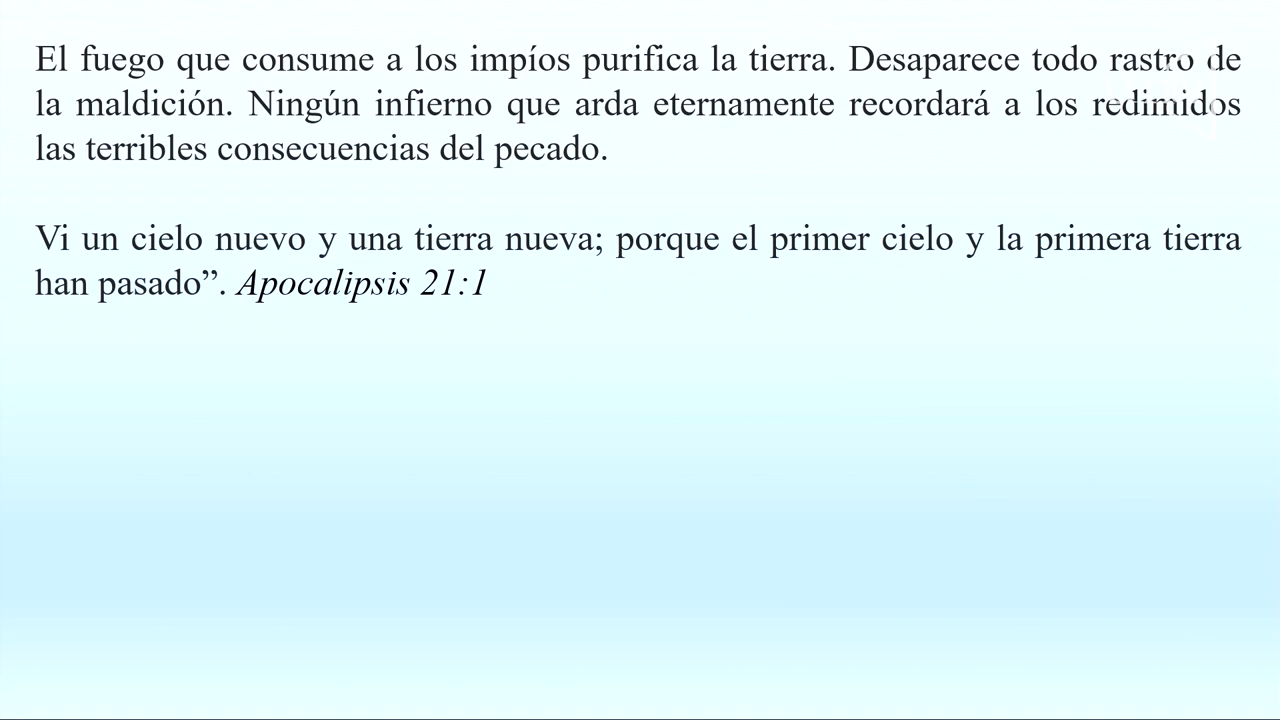 El fuego que consume a los impíos purifica la tierra. Desaparece todo rastro de
la maldición. Ningún infierno que arda eternamente recordará a los redimidos
las terribles consecuencias del pecado.
Vi un cielo nuevo y una tierra nueva; porque el primer cielo y la primera tierra
han pasado”. Apocalipsis 21:1